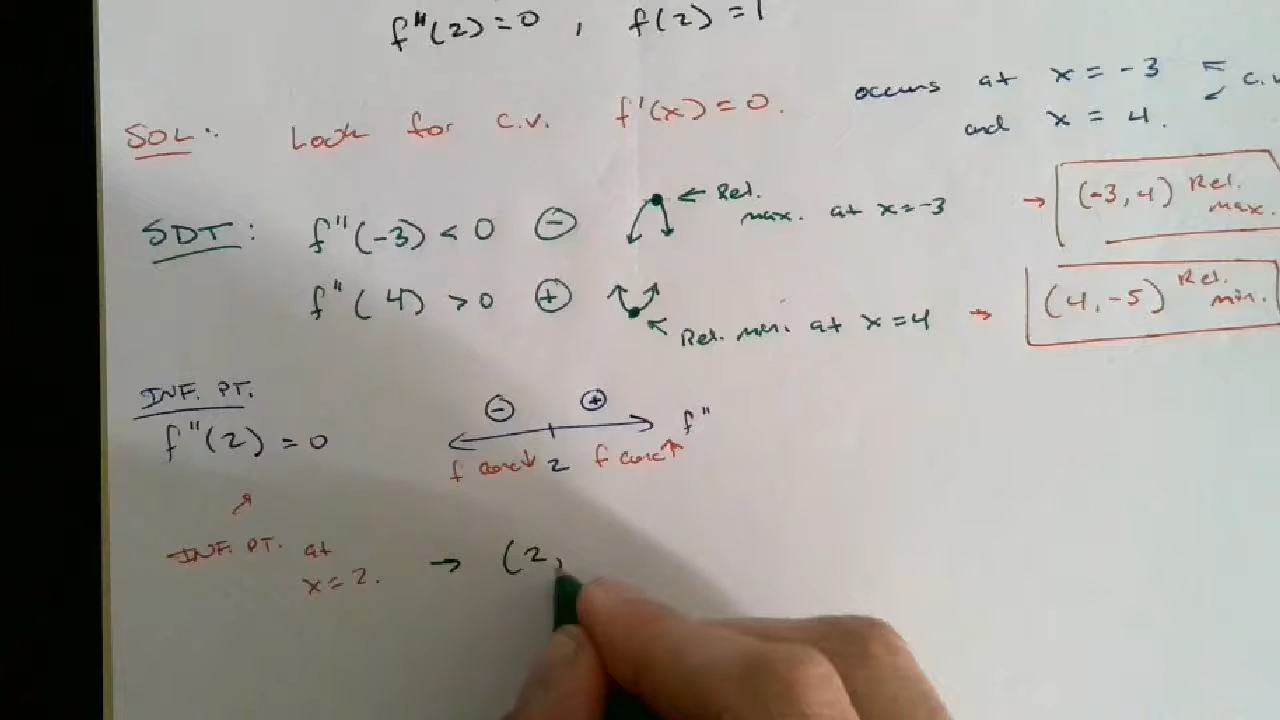 f"(2) = 0 , f(2) = 1
SOL: Look for c.v. f'(x) = 0. occurs at x = -3
and x = 4.
SDT: f"(-3) < 0 ⊖ ← Rel. max. at x=-3 → (-3, 4) Rel. max.
f"(4) > 0 ⊕ ← Rel. min. at x=4 → (4, -5) Rel. min.
INF. PT.
f"(2) = 0
⊖ ⊕ f"
f conc↓ 2 f conc↑
INF. PT. at
x = 2. → (2,